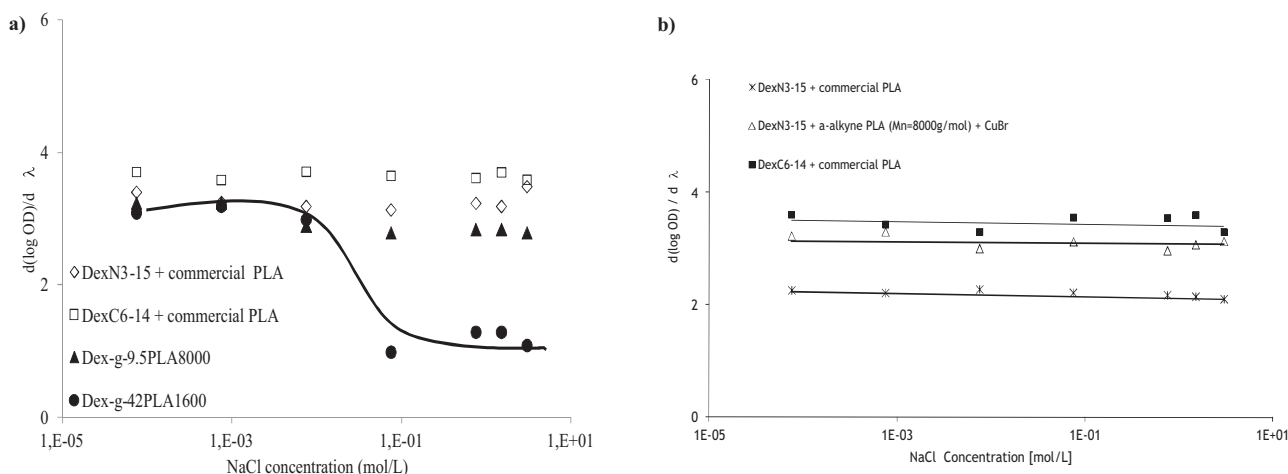 a)
6
4
2
0
d(log OD)/d λ
DexN3-15 + commercial PLA
DexC6-14 + commercial PLA
Dex-g-9.5PLA8000
Dex-g-42PLA1600
1,E-05 1,E-03 1,E-01 1,E+01
NaCl concentration (mol/L)
b)
6
4
2
0
d(log OD) / d λ
DexN3-15 + commercial PLA
DexN3-15 + a-alkyne PLA (Mn=8000g/mol) + CuBr
DexC6-14 + commercial PLA
1E-05 1E-03 1E-01 1E+01
NaCl Concentration [mol/L]